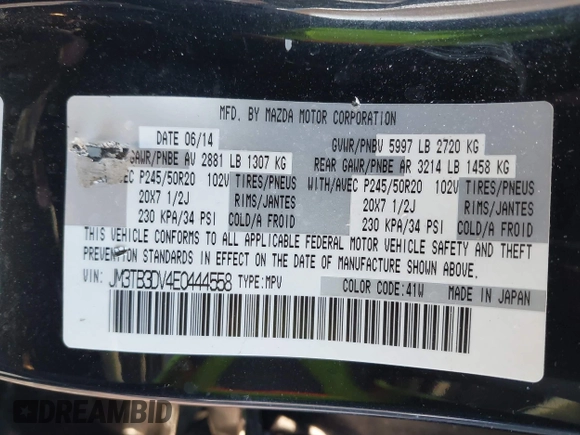 MFD. BY MAZDA MOTOR CORPORATION
DATE 06/14 GVWR/PNBV 5997 LB 2720 KG
GAWR/PNBE AV 2881 LB 1307 KG REAR GAWR/PNBE AR 3214 LB 1458 KG
P245/50R20 102V TIRES/PNEUS WITH/AVEC P245/50R20 102V TIRES/PNEUS
20X7 1/2J RIMS/JANTES 20X7 1/2J RIMS/JANTES
230 KPA/34 PSI COLD/A FROID 230 KPA/34 PSI COLD/A FROID
THIS VEHICLE CONFORMS TO ALL APPLICABLE FEDERAL MOTOR VEHICLE SAFETY AND THEFT
PREVENTION STANDARDS IN EFFECT ON THE DATE OF MANUFACTURE SHOWN ABOVE.
VIN: JM3TB3DV4E0444558 TYPE:MPV COLOR CODE:41W MADE IN JAPAN
DREAMBID